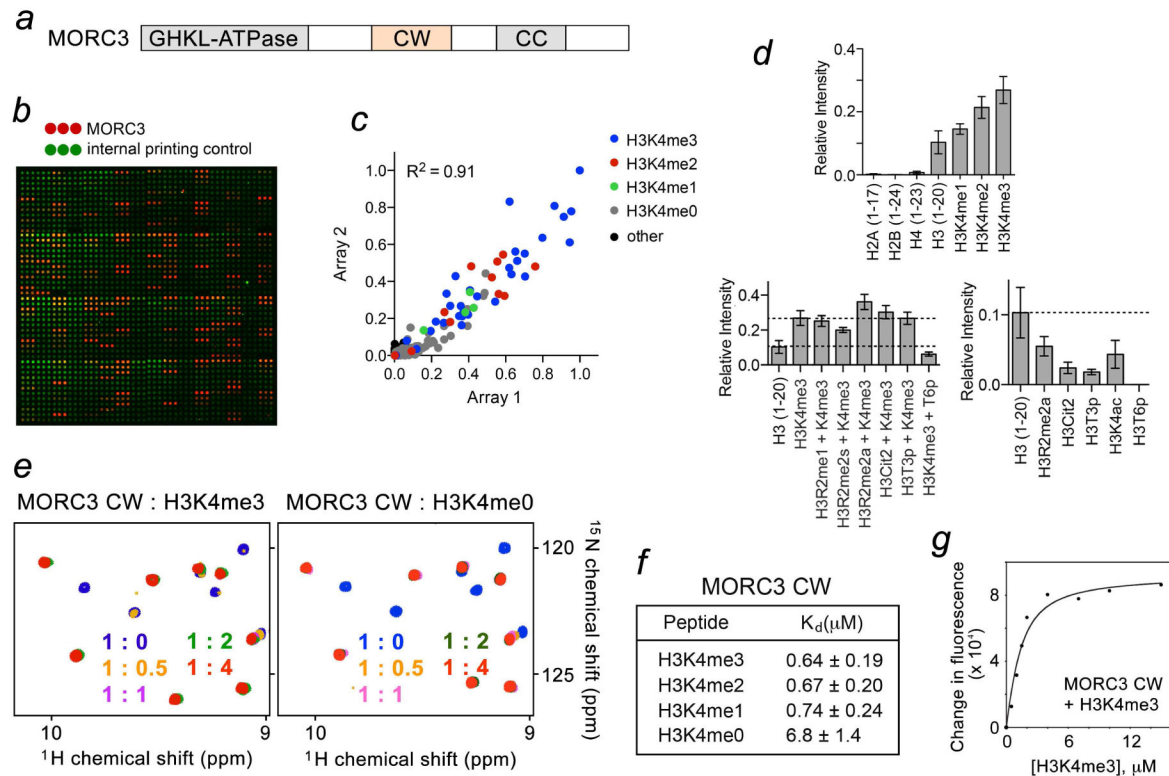 a
MORC3
GHKL-ATPase
CW
CC
b
MORC3
internal printing control
c
R² = 0.91
Array 2
1.0
0.8
0.6
0.4
0.2
0.0
0.0 0.2 0.4 0.6 0.8 1.0
Array 1
H3K4me3
H3K4me2
H3K4me1
H3K4me0
other
d
Relative Intensity
0.4
0.2
0.0
H2A (1-17)
H2B (1-24)
H4 (1-23)
H3 (1-20)
H3K4me1
H3K4me2
H3K4me3
Relative Intensity
0.4
0.2
0.0
H3 (1-20)
H3K4me3
H3R2me1 + K4me3
H3R2me2s + K4me3
H3R2me2a + K4me3
H3Cit2 + K4me3
H3T3p + K4me3
H3K4me3 + T6p
Relative Intensity
0.1
0.0
H3 (1-20)
H3R2me2a
H3Cit2
H3T3p
H3K4ac
H3T6p
e
MORC3 CW : H3K4me3
1 : 0 1 : 2
1 : 0.5 1 : 4
1 : 1
10 9
¹H chemical shift (ppm)
MORC3 CW : H3K4me0
1 : 0 1 : 2
1 : 0.5 1 : 4
1 : 1
10 9
¹H chemical shift (ppm)
120
125
¹⁵N chemical shift (ppm)
f
MORC3 CW
Peptide Kd(µM)
H3K4me3 0.64 ± 0.19
H3K4me2 0.67 ± 0.20
H3K4me1 0.74 ± 0.24
H3K4me0 6.8 ± 1.4
g
Change in fluorescence
(x 10⁻⁴)
8
4
0
0 6 12
MORC3 CW
+ H3K4me3
[H3K4me3], µM